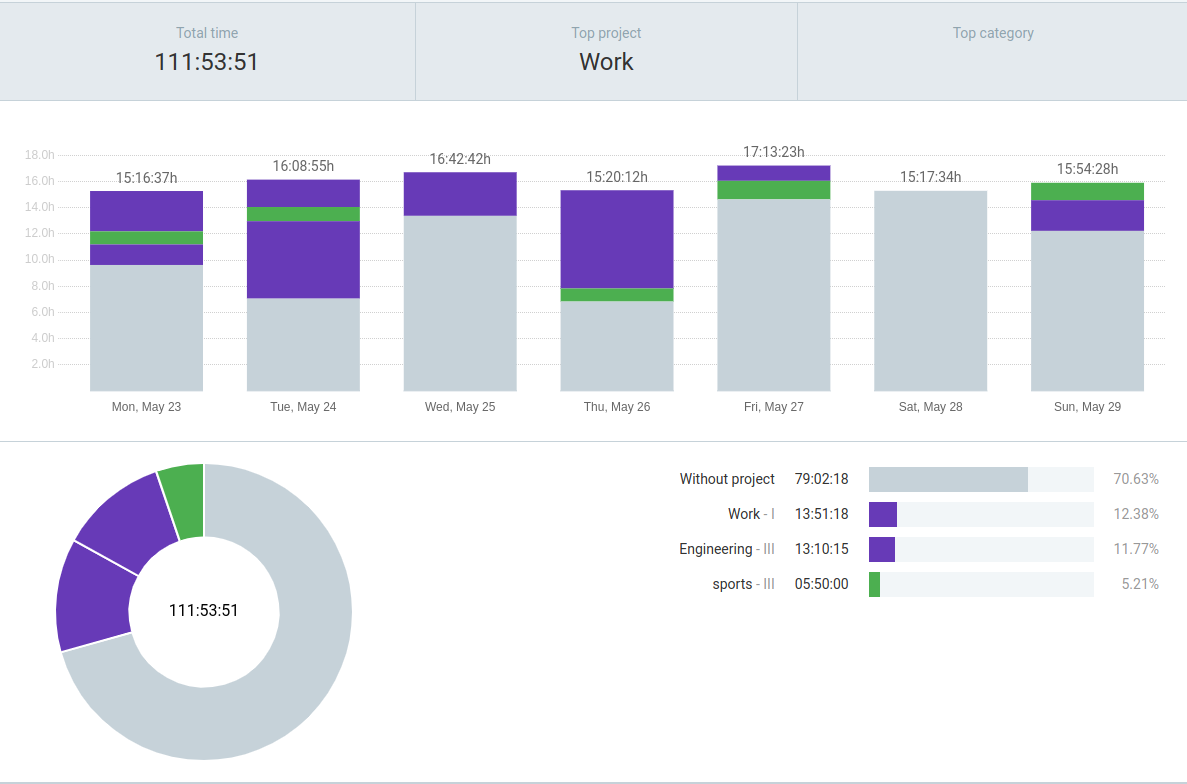 Total time
111:53:51
Top project
Work
Top category
18.0h
16.0h
14.0h
12.0h
10.0h
8.0h
6.0h
4.0h
2.0h
15:16:37h
16:08:55h
16:42:42h
15:20:12h
17:13:23h
15:17:34h
15:54:28h
Mon, May 23
Tue, May 24
Wed, May 25
Thu, May 26
Fri, May 27
Sat, May 28
Sun, May 29
111:53:51
Without project 79:02:18 70.63%
Work - I 13:51:18 12.38%
Engineering - III 13:10:15 11.77%
sports - III 05:50:00 5.21%